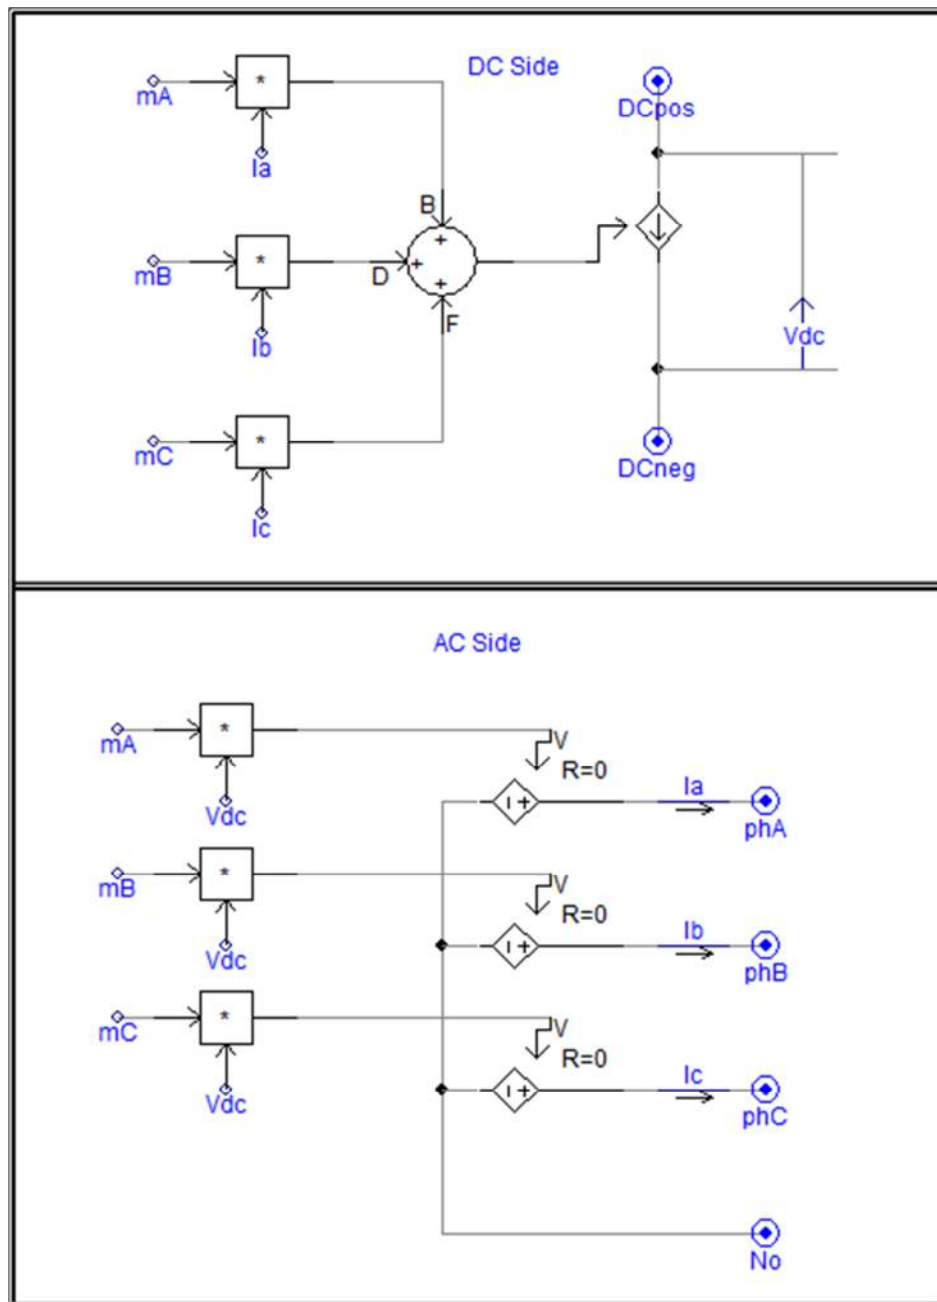 DC Side
mA
*
Ia
DCpos
B
+
mB
*
D
+
+
Ib
F
Vdc
mC
*
Ic
DCneg
AC Side
mA
*
V
R=0
Vdc
+
Ia
phA
mB
*
V
R=0
Vdc
+
Ib
phB
mC
*
V
R=0
Vdc
+
Ic
phC
No